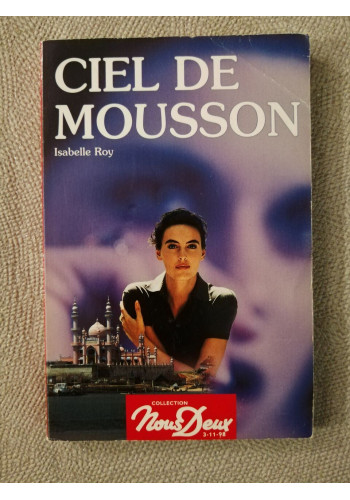 CIEL DE
MOUSSON
Isabelle Roy
COLLECTION
Nous Deux
3-11-98